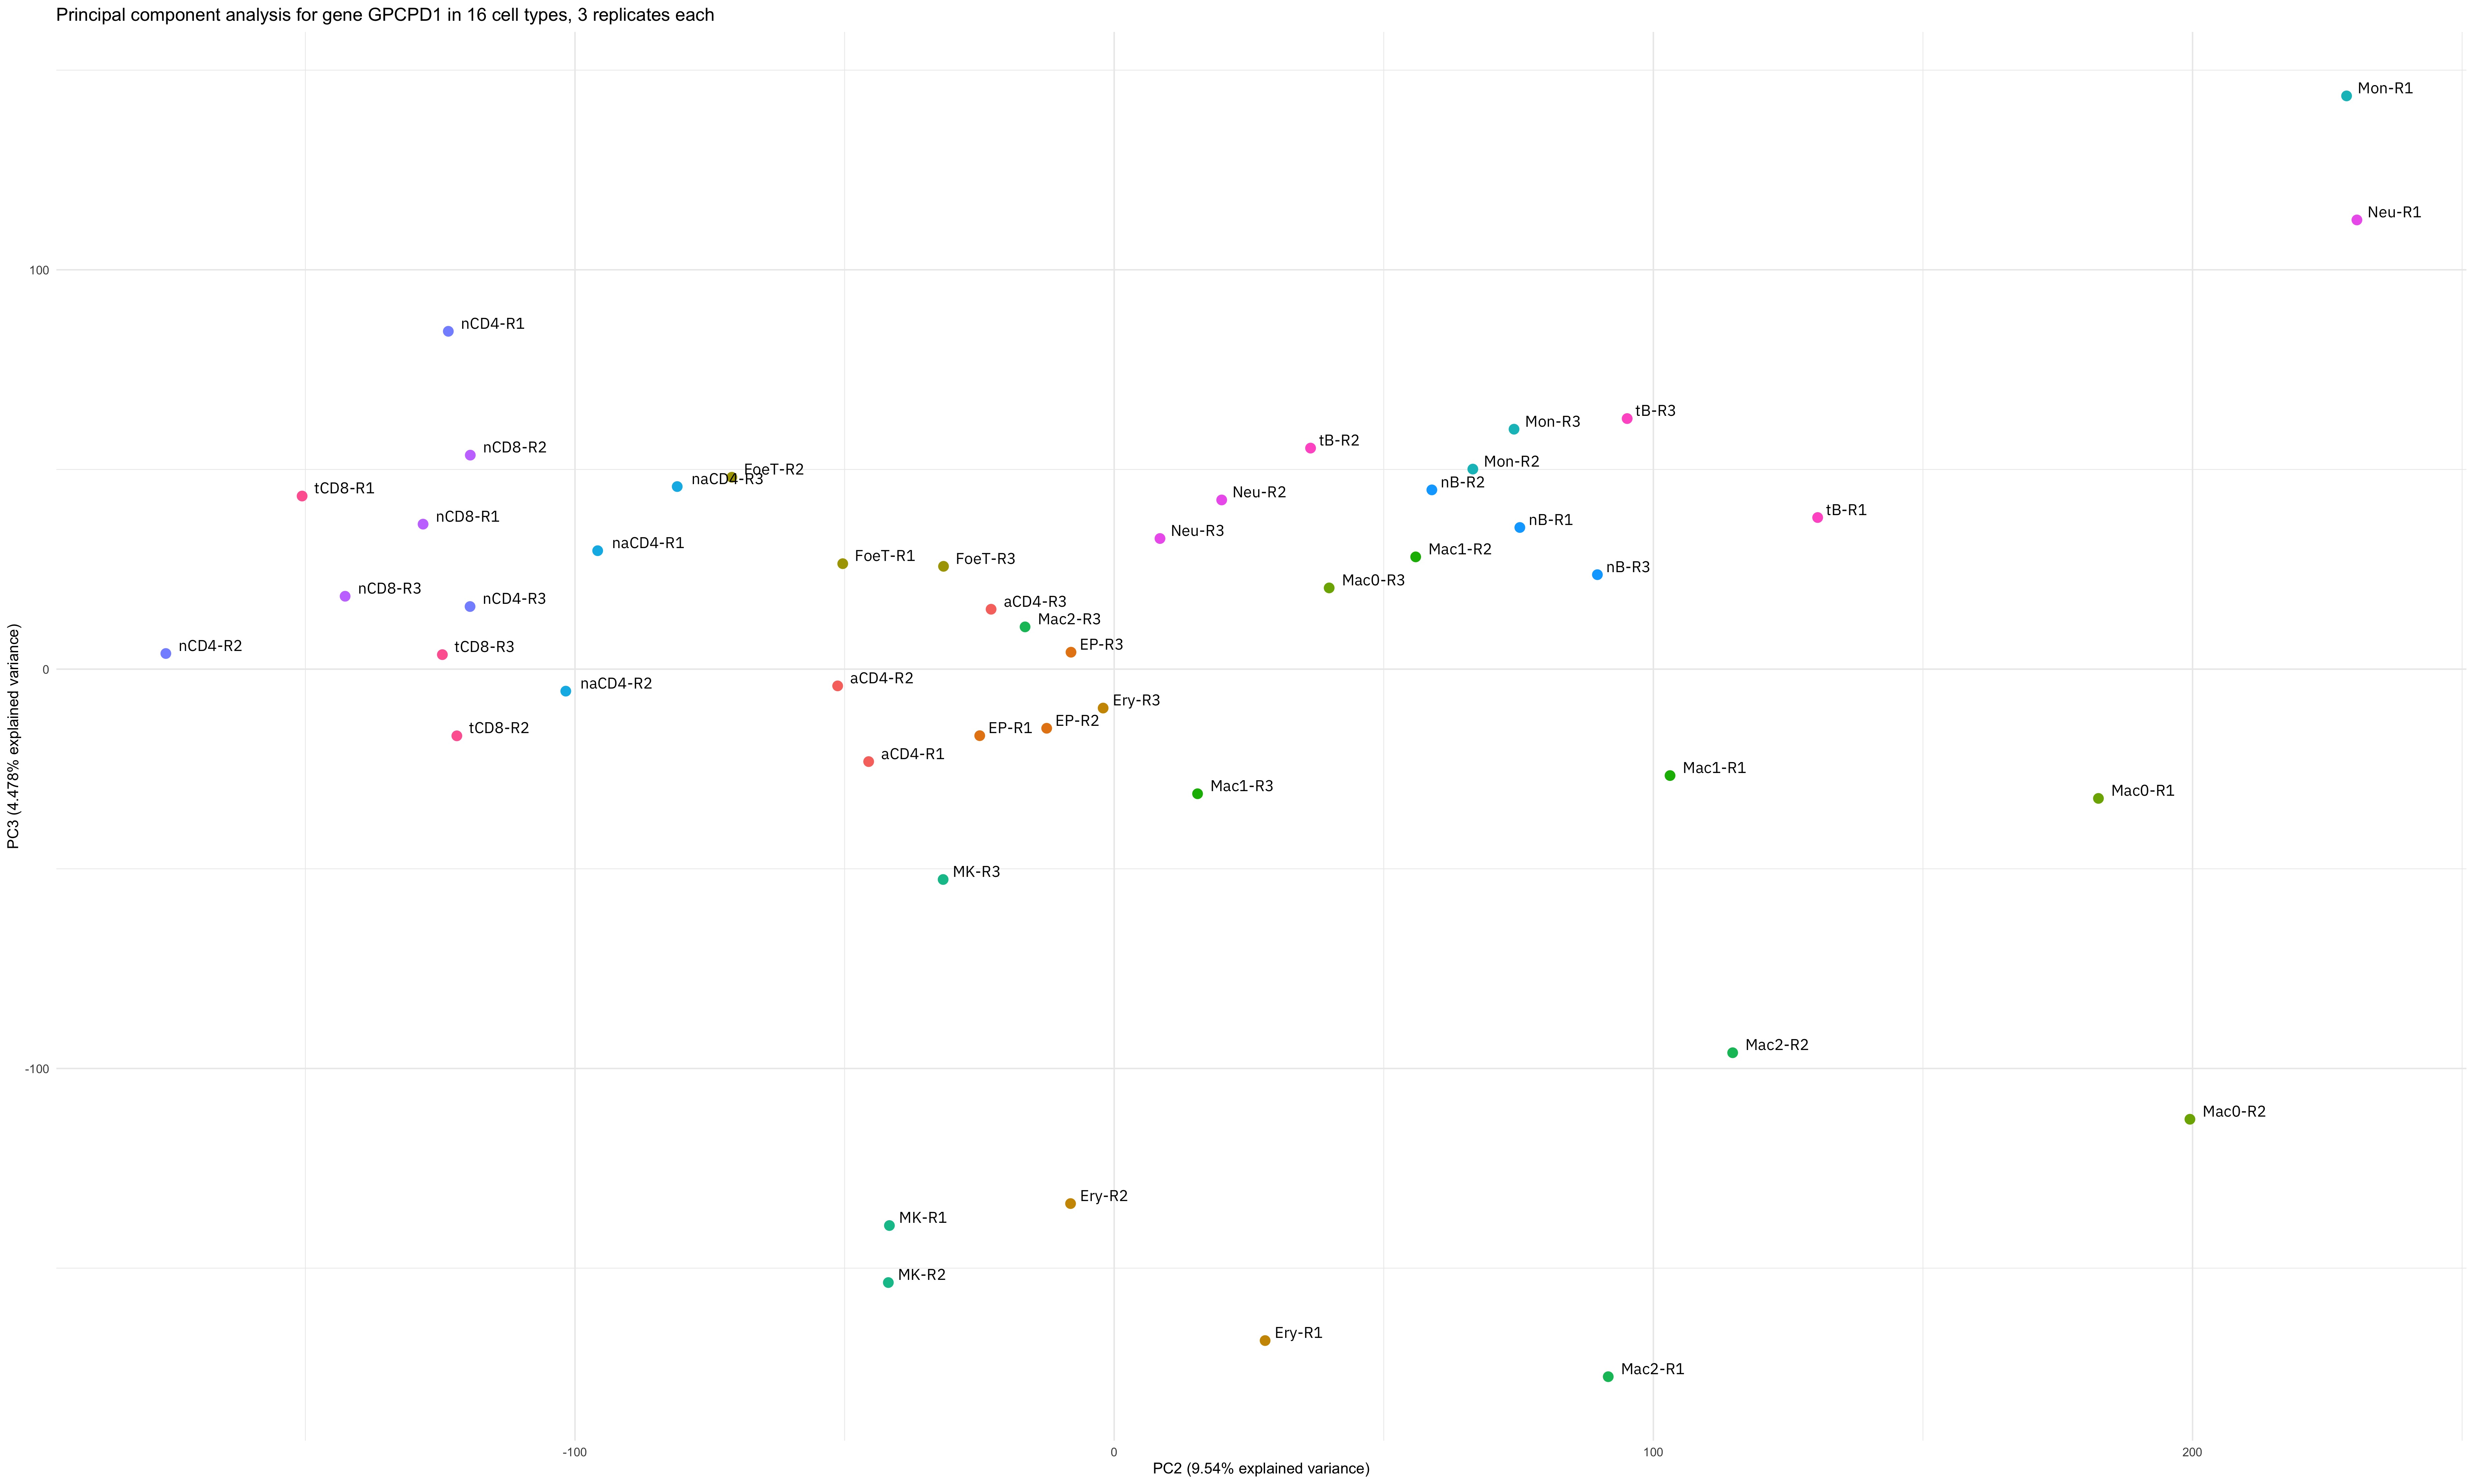 Principal component analysis for gene GPCPD1 in 16 cell types, 3 replicates each
Mon-R1
Neu-R1
100
nCD4-R1
tB-R3
Mon-R3
tB-R2
nCD8-R2
Mon-R2
FoeT-R2
naCD4-R3
nB-R2
tCD8-R1
Neu-R2
tB-R1
nCD8-R1
nB-R1
Neu-R3
naCD4-R1
Mac1-R2
FoeT-R1
FoeT-R3
nB-R3
Mac0-R3
nCD8-R3
nCD4-R3
aCD4-R3
Mac2-R3
nCD4-R2
tCD8-R3
EP-R3
0
naCD4-R2
aCD4-R2
Ery-R3
tCD8-R2
EP-R1
EP-R2
aCD4-R1
Mac1-R1
Mac1-R3
Mac0-R1
MK-R3
Mac2-R2
-100
Mac0-R2
Ery-R2
MK-R1
MK-R2
Ery-R1
Mac2-R1
PC3 (4.478% explained variance)
-100
0
100
200
PC2 (9.54% explained variance)